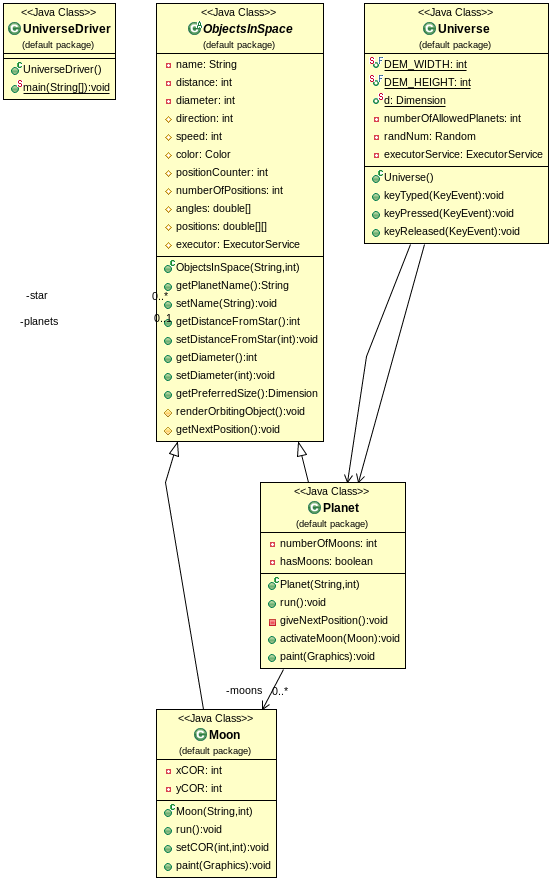 <<Java Class>>
UniverseDriver
(default package)
UniverseDriver()
main(String[]):void
<<Java Class>>
ObjectsInSpace
(default package)
name: String
distance: int
diameter: int
direction: int
speed: int
color: Color
positionCounter: int
numberOfPositions: int
angles: double[]
positions: double[][]
executor: ExecutorService
ObjectsInSpace(String,int)
getPlanetName():String
setName(String):void
getDistanceFromStar():int
setDistanceFromStar(int):void
getDiameter():int
setDiameter(int):void
getPreferredSize():Dimension
renderOrbitingObject():void
getNextPosition():void
<<Java Class>>
Universe
(default package)
DEM_WIDTH: int
DEM_HEIGHT: int
d: Dimension
numberOfAllowedPlanets: int
randNum: Random
executorService: ExecutorService
Universe()
keyTyped(KeyEvent):void
keyPressed(KeyEvent):void
keyReleased(KeyEvent):void
-star
0..*
-planets
0..1
<<Java Class>>
Planet
(default package)
numberOfMoons: int
hasMoons: boolean
Planet(String,int)
run():void
giveNextPosition():void
activateMoon(Moon):void
paint(Graphics):void
-moons
0..*
<<Java Class>>
Moon
(default package)
xCOR: int
yCOR: int
Moon(String,int)
run():void
setCOR(int,int):void
paint(Graphics):void